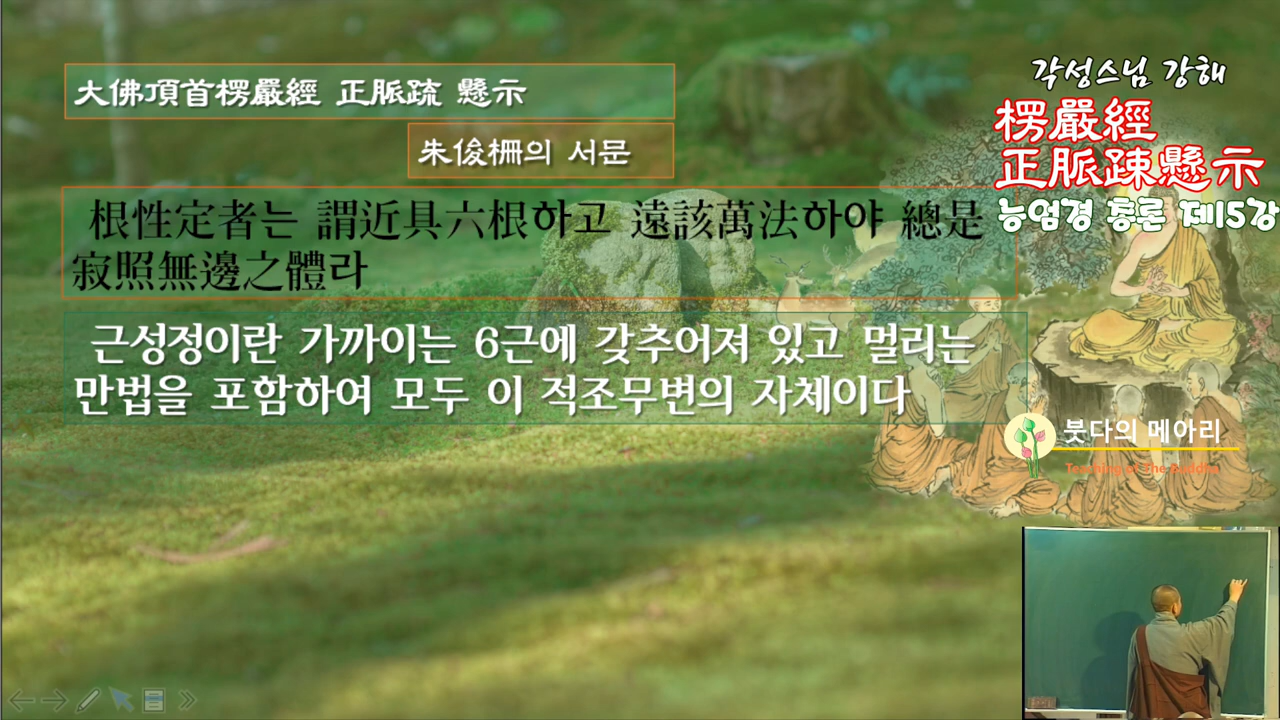 大佛頂首楞嚴經 正脈疏 懸示
朱俊柵의 서문
根性定者는 謂近具六根하고 遠該萬法하야 總是
寂照無邊之體라
근성정이란 가까이는 6근에 갖추어져 있고 멀리는
만법을 포함하여 모두 이 적조무변의 자체이다
각성스님 강해
楞嚴經
正脈疎懸示
능엄경 총론 제15강
붓다의 메아리
Teaching of The Buddha